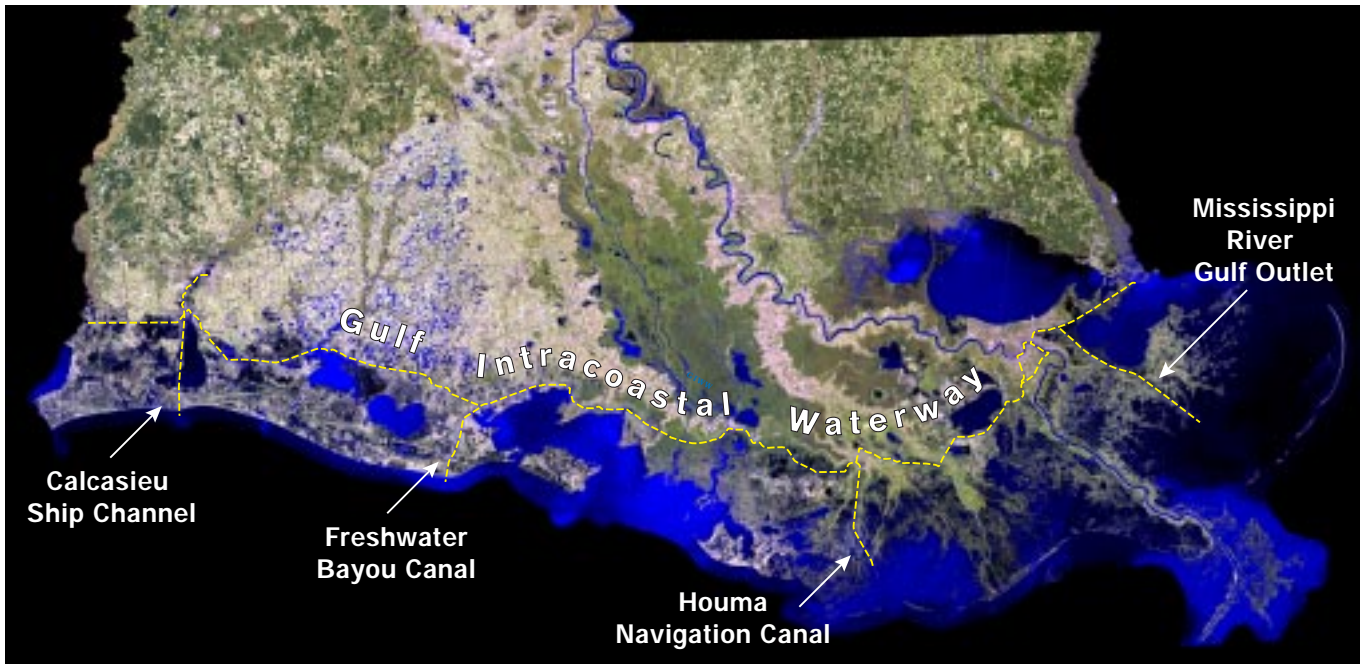 Mississippi
River
Gulf Outlet
Gulf Intracoastal Waterway
Calcasieu
Ship Channel
Freshwater
Bayou Canal
Houma
Navigation Canal